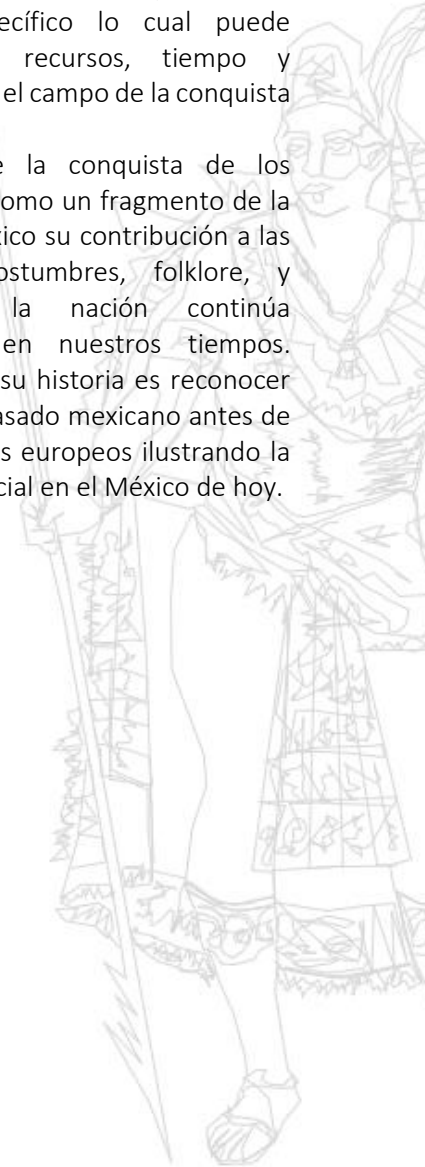 ecífico lo cual puede
recursos, tiempo y
el campo de la conquista
la conquista de los
omo un fragmento de la
ico su contribución a las
ostumbres, folklore, y
la nación continúa
en nuestros tiempos.
su historia es reconocer
asado mexicano antes de
s europeos ilustrando la
cial en el México de hoy.